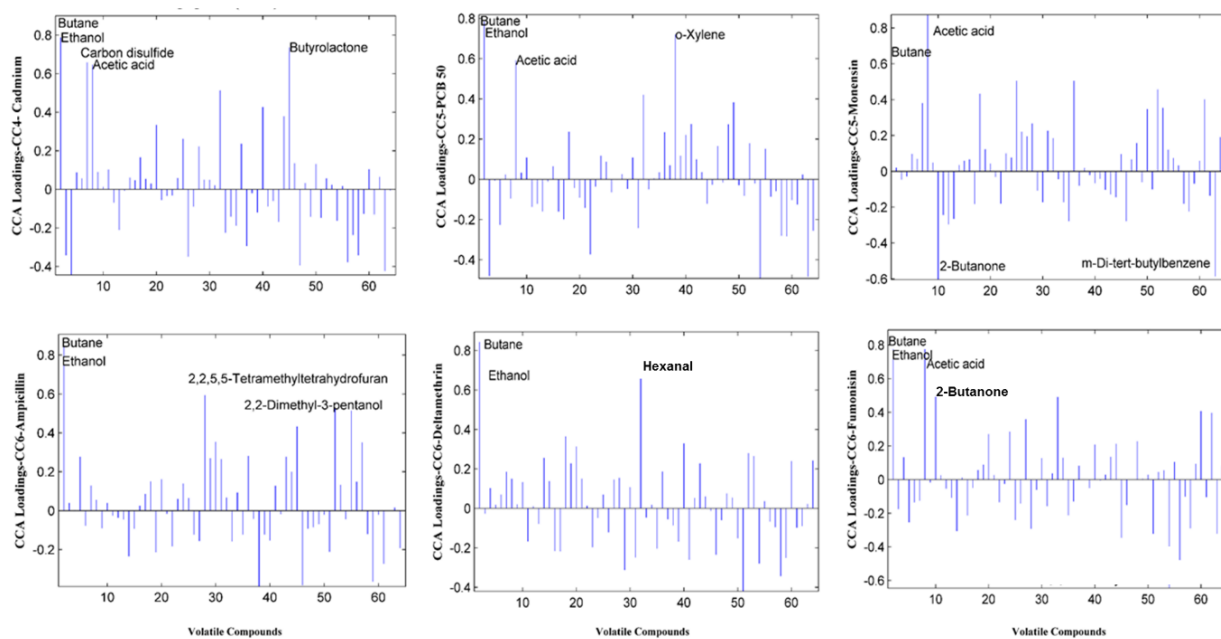 Butane
Ethanol
Carbon disulfide
Acetic acid
Butyrolactone
0.8
0.6
0.4
0.2
0
-0.2
-0.4
10 20 30 40 50 60
CCA Loadings-CC4- Cadmium
Butane
Ethanol
Acetic acid
o-Xylene
0.8
0.6
0.4
0.2
0
-0.2
-0.4
10 20 30 40 50 60
CCA Loadings-CC5-PCB 50
Acetic acid
Butane
2-Butanone
m-Di-tert-butylbenzene
0.8
0.6
0.4
0.2
0
-0.2
-0.4
-0.6
10 20 30 40 50 60
CCA Loadings-CC5-Monensin
Butane
Ethanol
2,2,5,5-Tetramethyltetrahydrofuran
2,2-Dimethyl-3-pentanol
0.8
0.6
0.4
0.2
0
-0.2
10 20 30 40 50 60
CCA Loadings-CC6-Ampicillin
Volatile Compounds
Butane
Ethanol
Hexanal
0.8
0.6
0.4
0.2
0
-0.2
-0.4
10 20 30 40 50 60
CCA Loadings-CC6-Deltamethrin
Volatile Compounds
Butane
Ethanol
Acetic acid
2-Butanone
0.8
0.6
0.4
0.2
0
-0.2
-0.4
-0.6
10 20 30 40 50 60
CCA Loadings-CC6-Fumonisin
Volatile Compounds